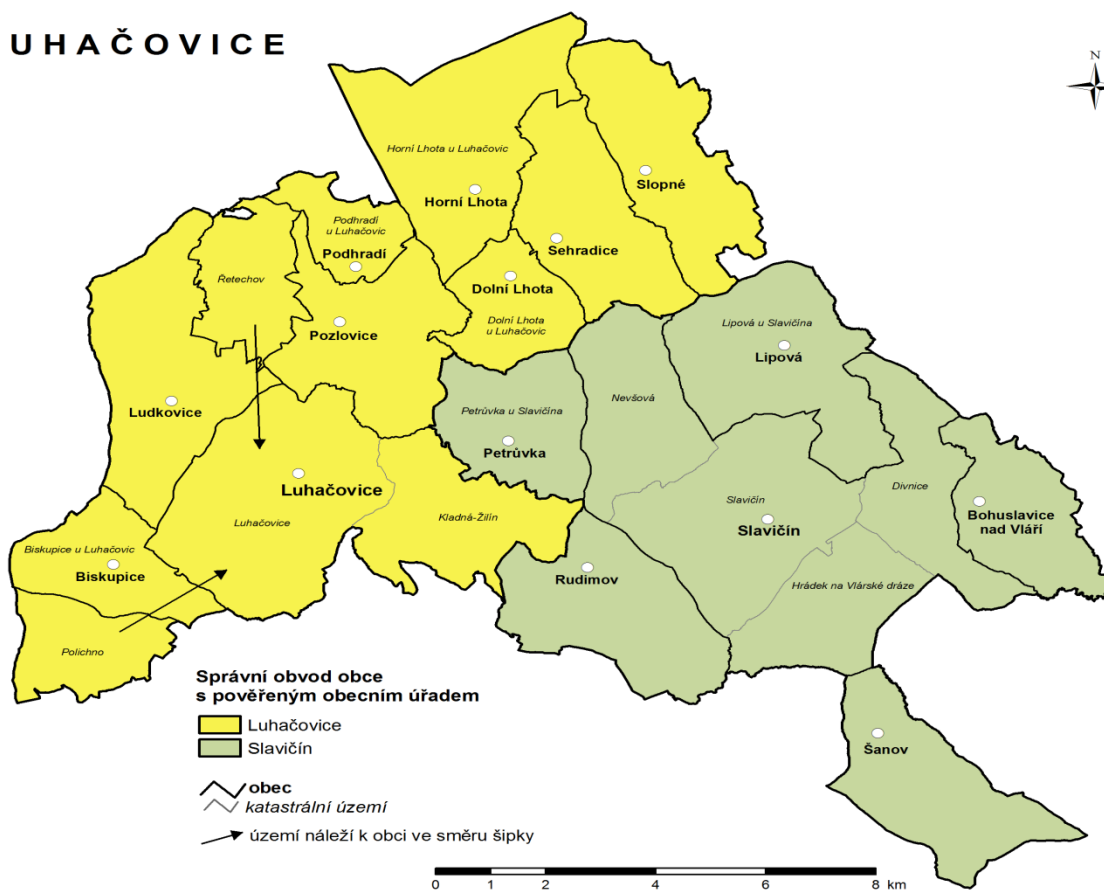 UHAČOVICE
N
Horní Lhota u Luhačovic
Horní Lhota
Slopné
Podhradí
u Luhačovic
Podhradí
Sehradice
Řetechov
Dolní Lhota
Dolní Lhota
u Luhačovic
Pozlovice
Lipová u Slavičína
Lipová
Ludkovice
Petrůvka u Slavičína
Petrůvka
Nevšová
Luhačovice
Luhačovice
Kladná-Žilín
Slavičín
Slavičín
Divnice
Bohuslavice
nad Vláří
Biskupice u Luhačovic
Biskupice
Rudimov
Hrádek na Vlárské dráze
Polichno
Šanov
Správní obvod obce
s pověřeným obecním úřadem
Luhačovice
Slavičín
obec
katastrální území
území náleží k obci ve směru šipky
0 1 2 4 6 8 km